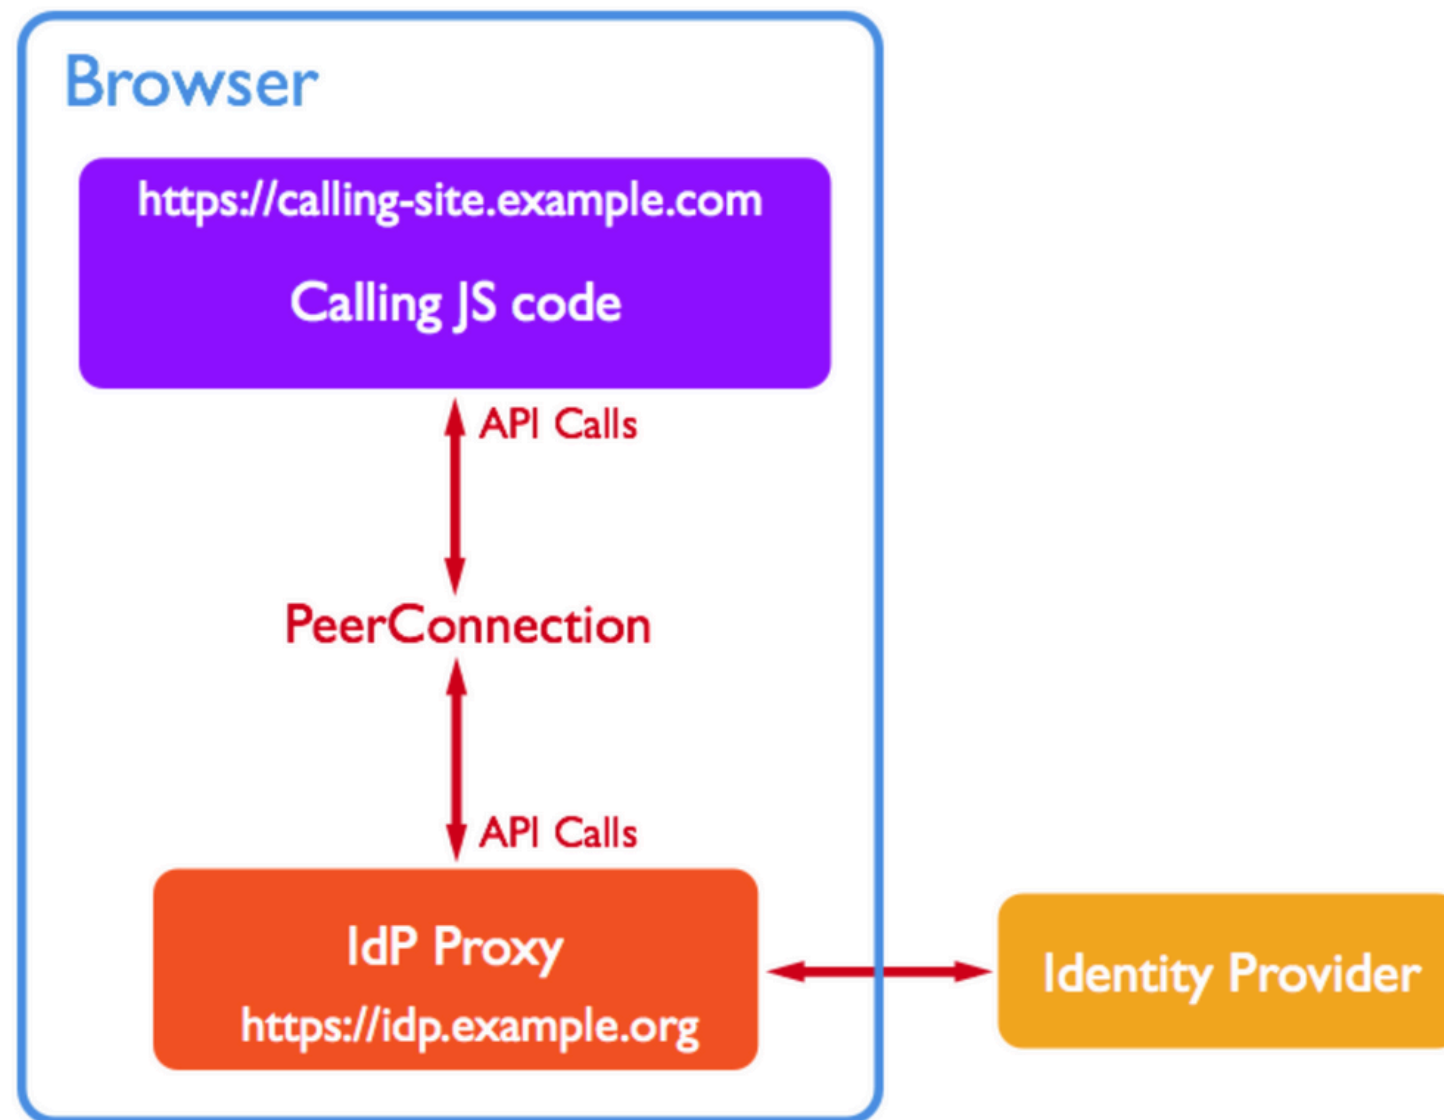 Browser
https://calling-site.example.com
Calling JS code
API Calls
PeerConnection
API Calls
IdP Proxy
https://idp.example.org
Identity Provider